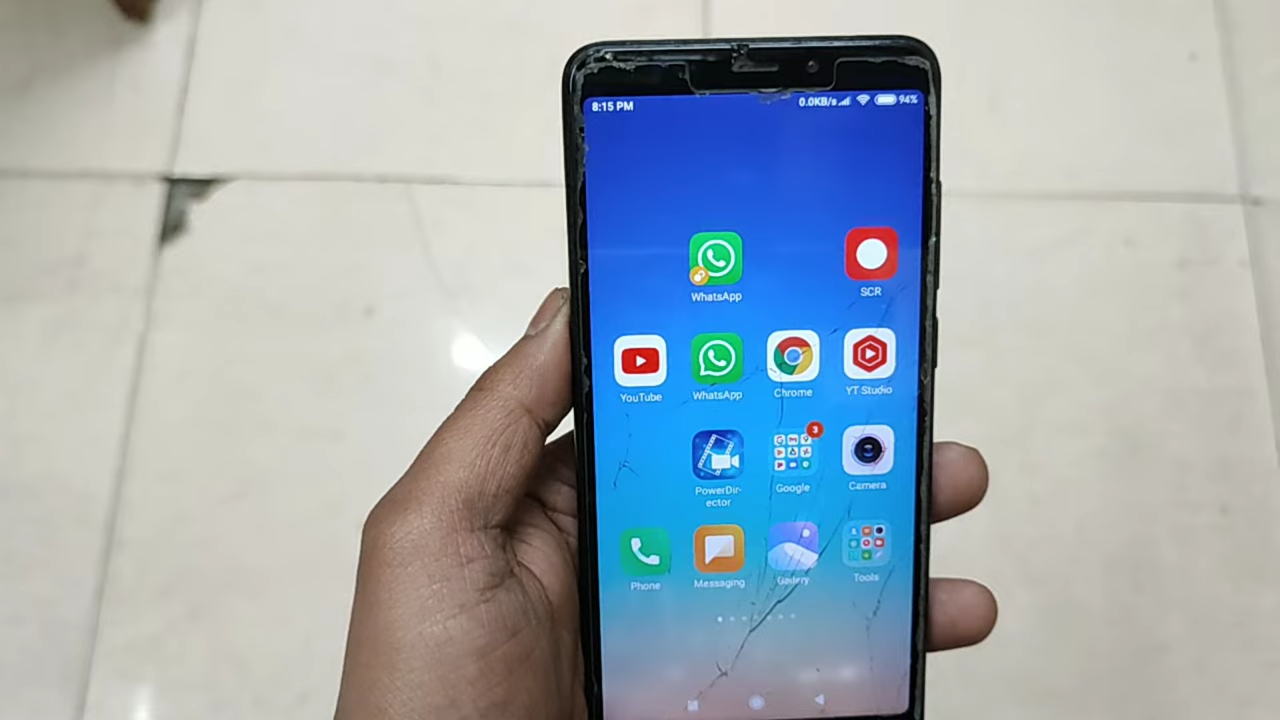 8:15 PM 0.0KB/s 94%
WhatsApp SCR
YouTube WhatsApp Chrome YT Studio
3
PowerDir- Google Camera
ector
Phone Messaging Gallery Tools